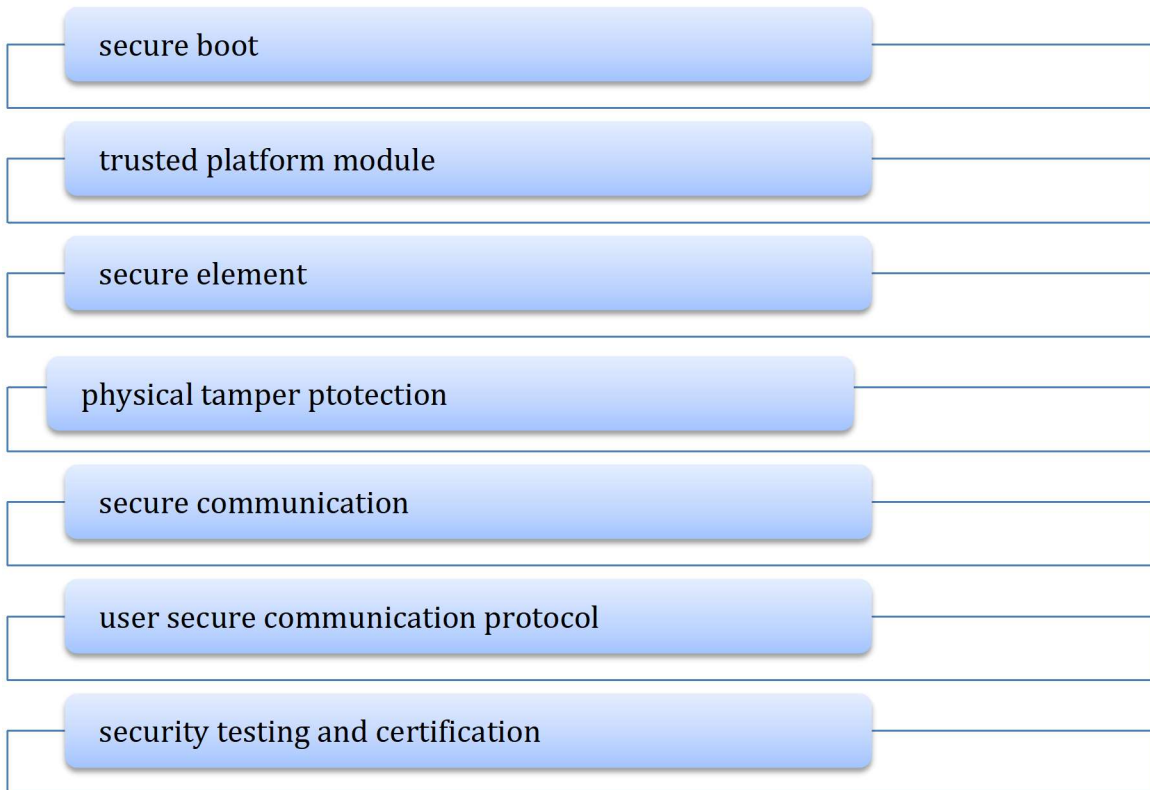 secure boot
trusted platform module
secure element
physical tamper ptotection
secure communication
user secure communication protocol
security testing and certification